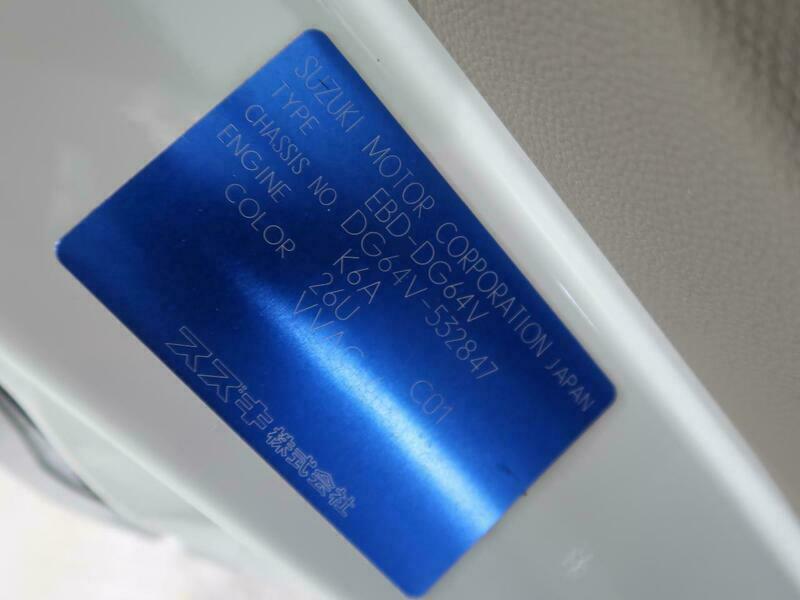 SUZUKI MOTOR CORPORATION JAPAN
TYPE EBD-DG64V
CHASSIS NO. DG64V-532847
ENGINE K6A
COLOR 26U
C01
スズキ株式会社